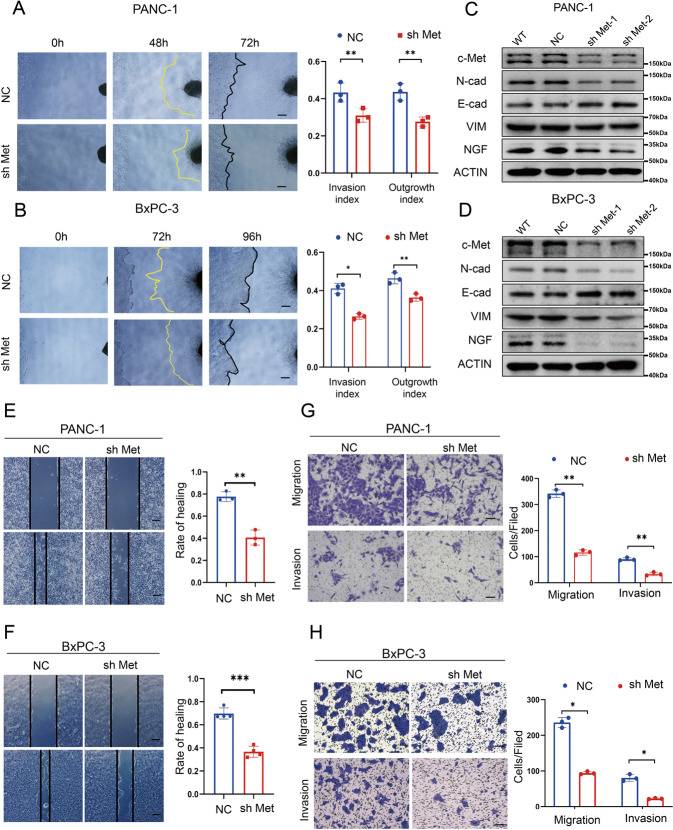 A
PANC-1
0h 48h 72h
NC
sh Met
NC sh Met
** **
0.6
0.4
0.2
0.0
Invasion index
Outgrowth index
B
BxPC-3
0h 72h 96h
NC
sh Met
NC sh Met
* **
0.6
0.4
0.2
0.0
Invasion index
Outgrowth index
C
PANC-1
WT NC sh Met-1 sh Met-2
c-Met
150kDa
N-cad
150kDa
E-cad
150kDa
70kDa
VIM
50kDa
35kDa
NGF
25kDa
50kDa
ACTIN
40kDa
D
BxPC-3
WT NC sh Met-1 sh Met-2
c-Met
150kDa
N-cad
150kDa
E-cad
150kDa
70kDa
VIM
50kDa
35kDa
NGF
25kDa
50kDa
ACTIN
40kDa
E
PANC-1
NC sh Met
Rate of healing
1.0
0.8
0.6
0.4
0.2
0.0
**
NC sh Met
F
BxPC-3
NC sh Met
Rate of healing
1.0
0.8
0.6
0.4
0.2
0.0
***
NC sh Met
G
PANC-1
NC sh Met
Migration
Invasion
NC sh Met
Cells/Filed
400
300
200
100
0
** **
Migration Invasion
H
BxPC-3
NC sh Met
Migration
Invasion
NC sh Met
Cells/Filed
300
200
100
0
* *
Migration Invasion